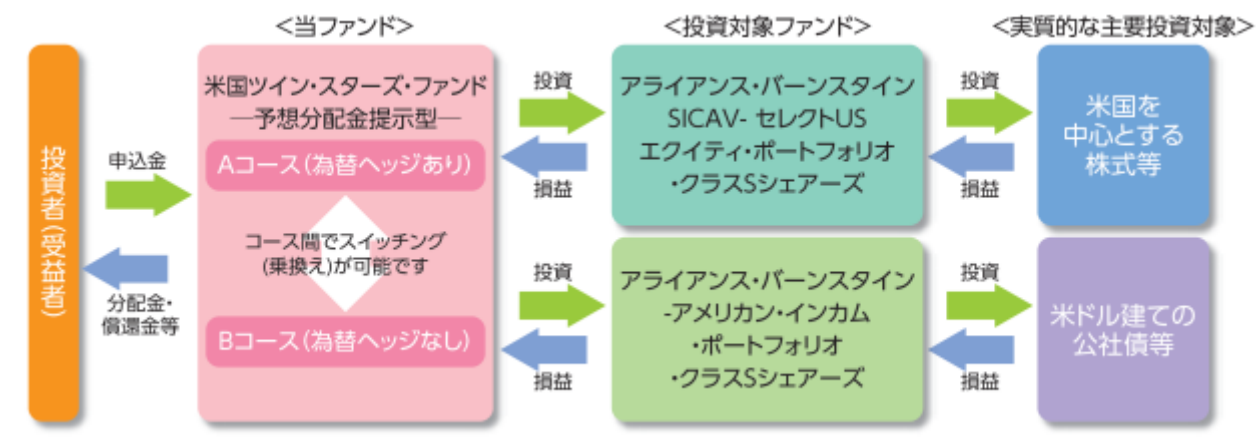 <当ファンド>
<投資対象ファンド>
<実質的な主要投資対象>
投資者(受益者)
申込金
分配金・
償還金等
米国ツイン・スターズ・ファンド
―予想分配金提示型―
Aコース(為替ヘッジあり)
コース間でスイッチング
(乗換え)が可能です
Bコース(為替ヘッジなし)
投資
損益
アライアンス・バーンスタイン
SICAV- セレクトUS
エクイティ・ポートフォリオ
・クラスSシェアーズ
投資
損益
米国を
中心とする
株式等
投資
損益
アライアンス・バーンスタイン
-アメリカン・インカム
・ポートフォリオ
・クラスSシェアーズ
投資
損益
米ドル建ての
公社債等